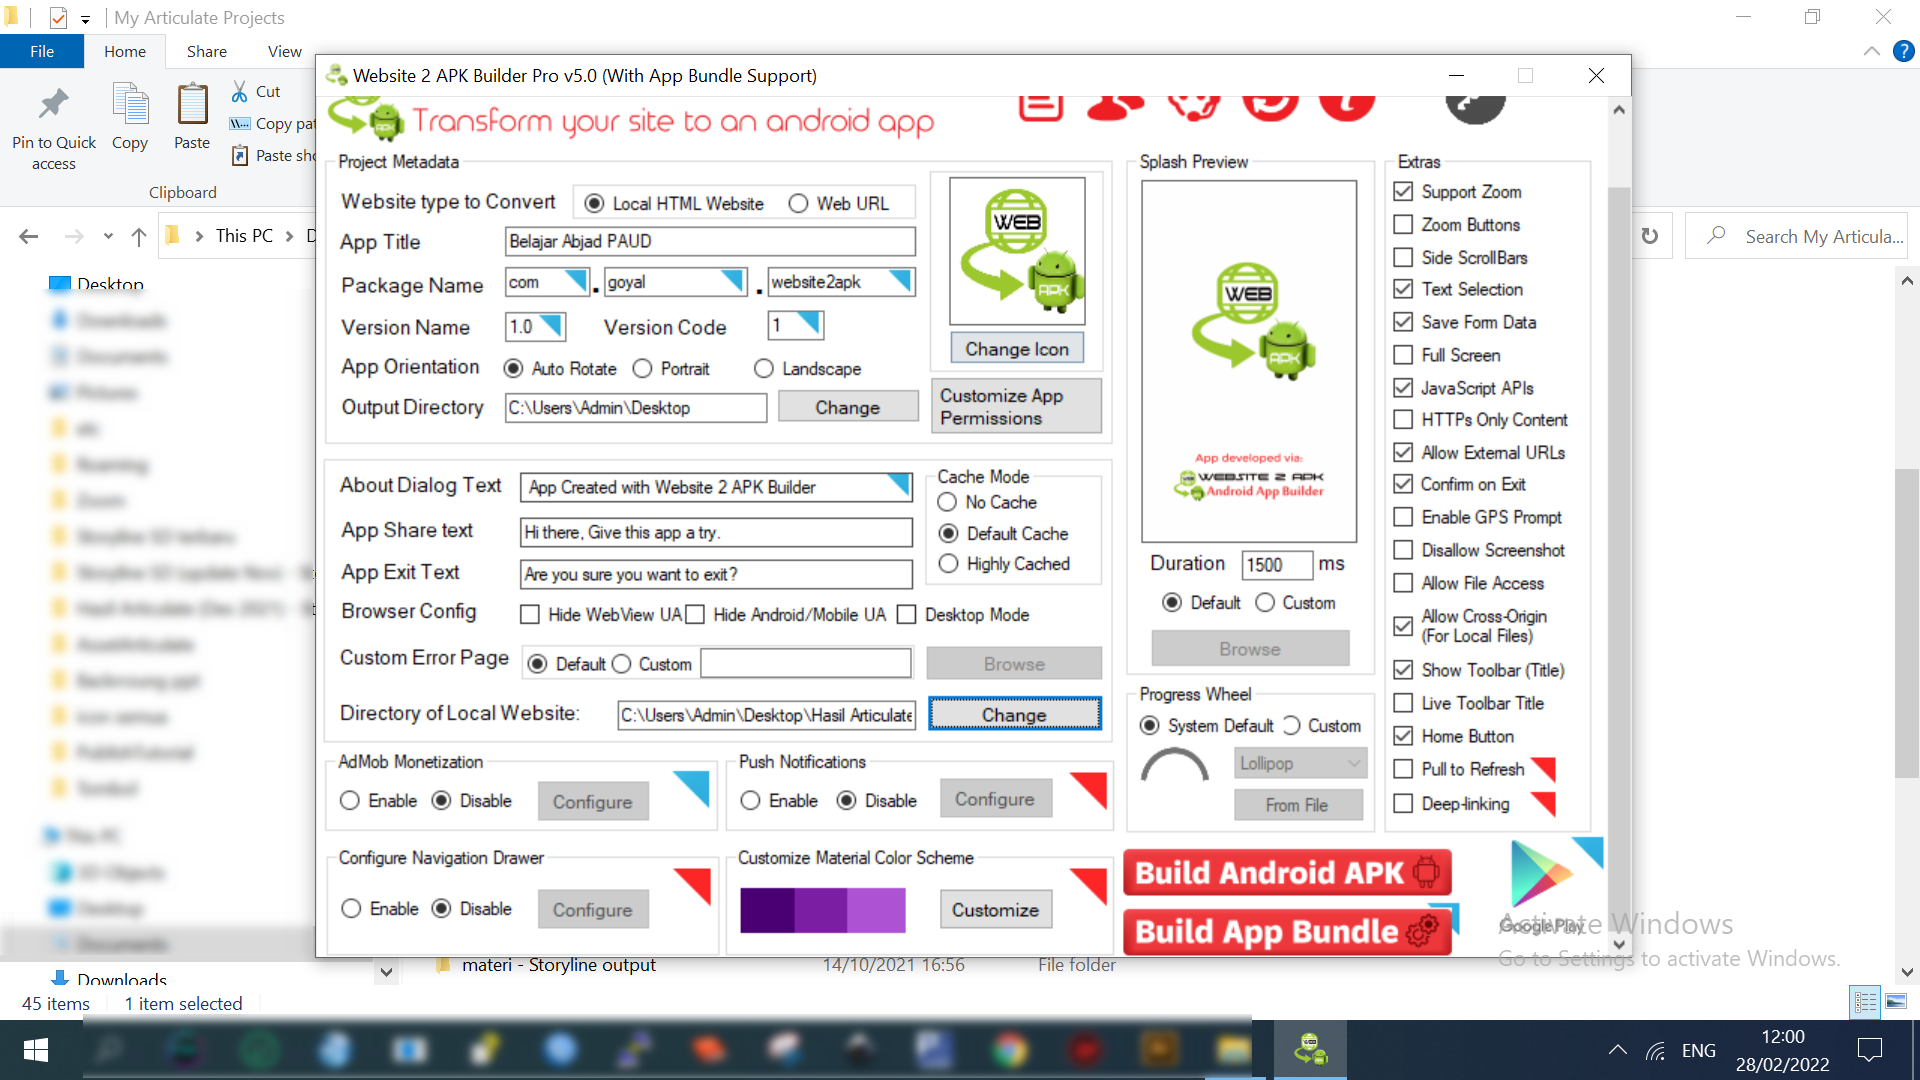 My Articulate Projects
File
Home
Share
View
Pin to Quick access
Copy
Paste
Cut
Copy pat
Paste sho
Clipboard
This PC
D
Search My Articula...
Desktop
Downloads
45 items
1 item selected
materi - Storyline output
14/10/2021 16:56
File folder
Website 2 APK Builder Pro v5.0 (With App Bundle Support)
Transform your site to an android app
Project Metadata
Website type to Convert
Local HTML Website
Web URL
App Title
Belajar Abjad PAUD
Package Name
com
.
goyal
.
website2apk
Version Name
1.0
Version Code
1
App Orientation
Auto Rotate
Portrait
Landscape
Output Directory
C:\Users\Admin\Desktop
Change
WEB
APK
Change Icon
Customize App Permissions
About Dialog Text
App Created with Website 2 APK Builder
App Share text
Hi there, Give this app a try.
App Exit Text
Are you sure you want to exit?
Browser Config
Hide WebView UA
Hide Android/Mobile UA
Desktop Mode
Custom Error Page
Default
Custom
Browse
Directory of Local Website:
C:\Users\Admin\Desktop\Hasil Articulate
Change
Cache Mode
No Cache
Default Cache
Highly Cached
AdMob Monetization
Enable
Disable
Configure
Push Notifications
Enable
Disable
Configure
Configure Navigation Drawer
Enable
Disable
Configure
Customize Material Color Scheme
Customize
Splash Preview
WEB
APK
App developed via:
WEBSITE 2 APK
Android App Builder
Duration
1500
ms
Default
Custom
Browse
Progress Wheel
System Default
Custom
Lollipop
From File
Extras
Support Zoom
Zoom Buttons
Side ScrollBars
Text Selection
Save Form Data
Full Screen
JavaScript APIs
HTTPs Only Content
Allow External URLs
Confirm on Exit
Enable GPS Prompt
Disallow Screenshot
Allow File Access
Allow Cross-Origin
(For Local Files)
Show Toolbar (Title)
Live Toolbar Title
Home Button
Pull to Refresh
Deep-linking
Build Android APK
Build App Bundle
Google Play
Activate Windows
Go to Settings to activate Windows.
ENG
12:00
28/02/2022